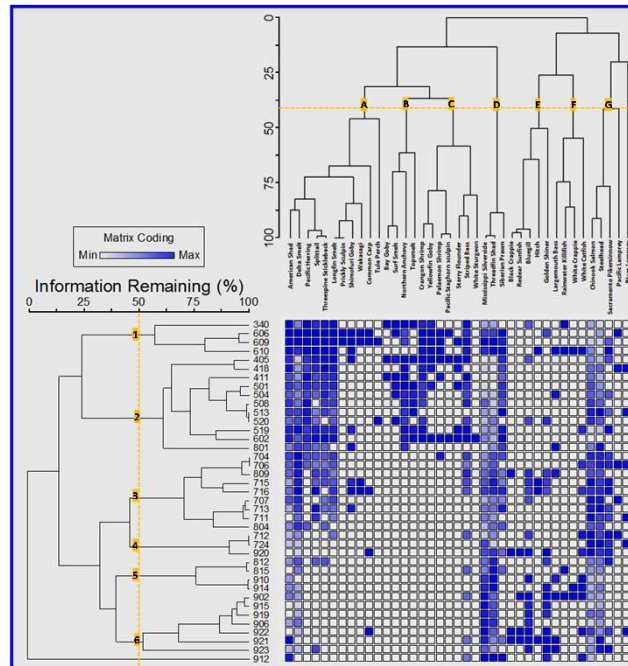 0
25
50
75
100
A B C D E F G
American Shad
Delta Smelt
Pacific Herring
Splittail
Threespine Stickleback
Longfin Smelt
Prickly Sculpin
Shimofuri Goby
Wakasagi
Common Carp
Tule Perch
Bay Goby
Surf Smelt
Northern Anchovy
Topsmelt
Crangon Shrimp
Yellowfin Goby
Palaemon Shrimp
Pacific Staghorn sculpin
Starry Flounder
Striped Bass
White Sturgeon
Mississippi Silverside
Threadfin Shad
Siberian Prawn
Black Crappie
Redear Sunfish
Bluegill
Hitch
Golden Shiner
Largemouth Bass
Rainwater Killifish
White Crappie
White Catfish
Chinook Salmon
Steelhead
Sacramento Pikeminnow
Pacific Lamprey
Matrix Coding
Min Max
Information Remaining (%)
0 25 50 75 100
1
2
3
4
5
6
340
606
609
610
405
418
411
501
504
508
513
520
519
602
801
704
706
809
715
716
707
713
711
804
712
724
920
812
815
910
914
902
915
919
906
922
921
923
912